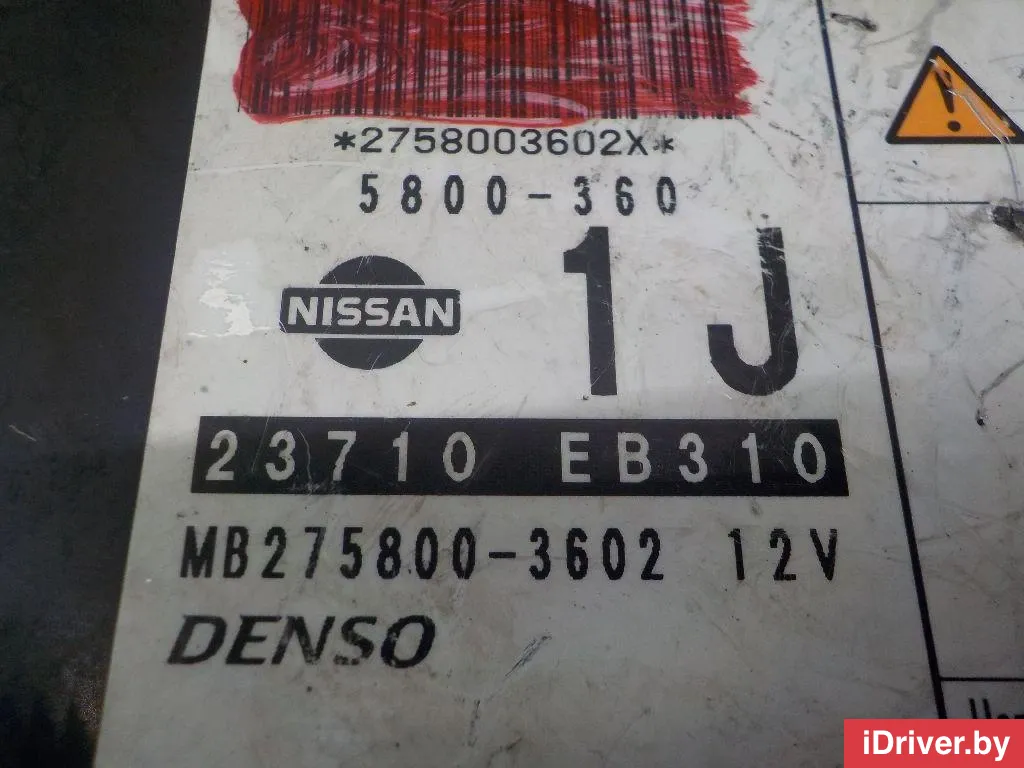 *2758003602X*
5800-360
NISSAN
1J
23710 EB310
MB275800-3602 12V
DENSO
iDriver.by